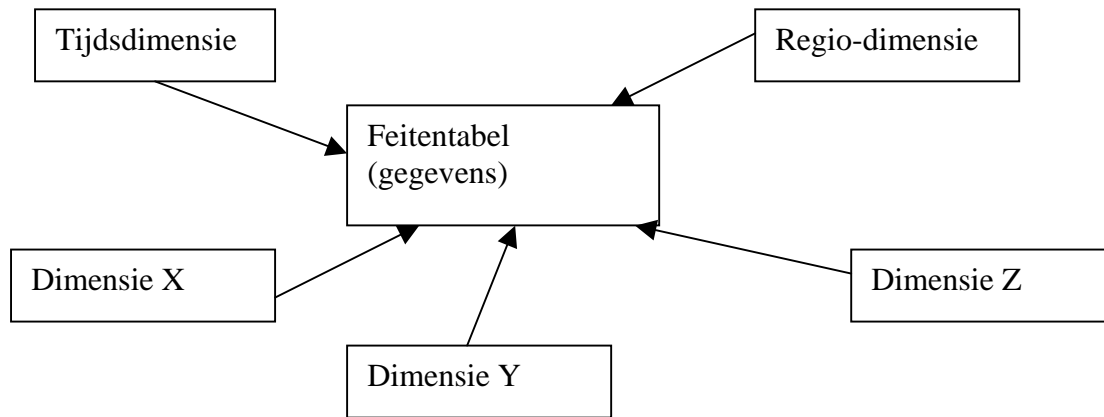 Tijdsdimensie
Regio-dimensie
Feitentabel
(gegevens)
Dimensie X
Dimensie Z
Dimensie Y